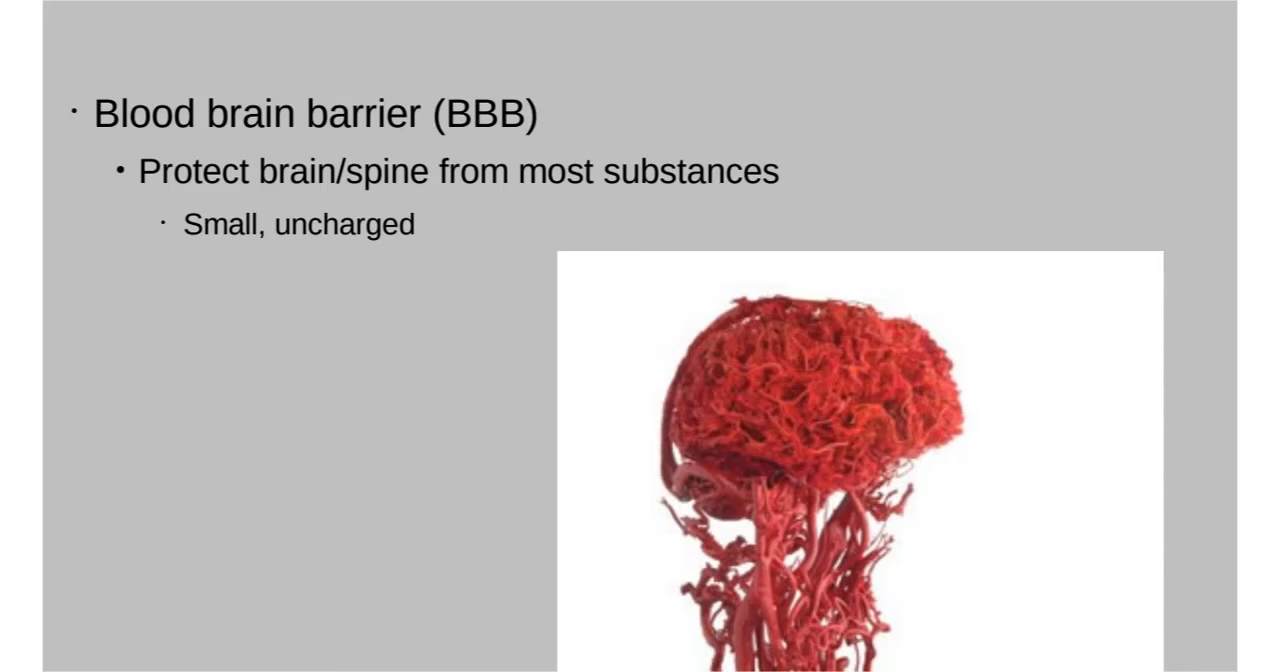 Blood brain barrier (BBB)
Protect brain/spine from most substances
Small, uncharged